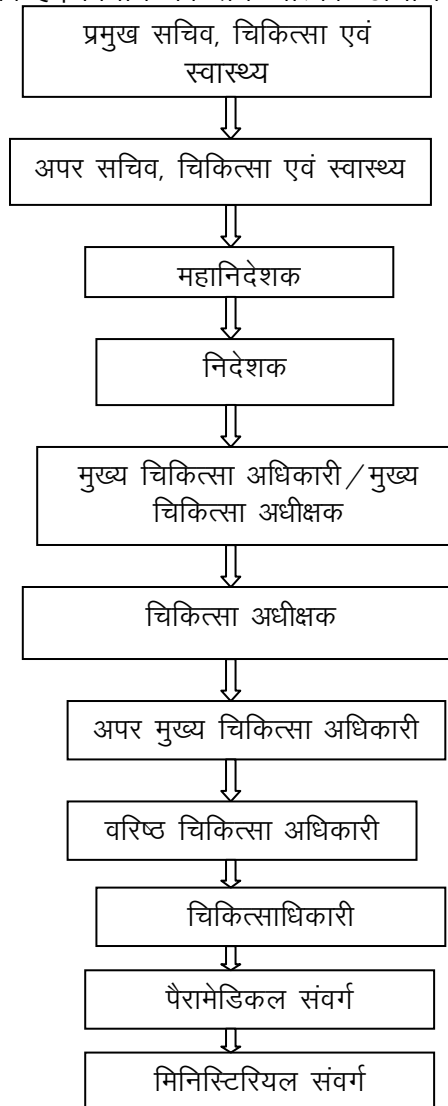 प्रमुख सचिव, चिकित्सा एवं
स्वास्थ्य
अपर सचिव, चिकित्सा एवं स्वास्थ्य
महानिदेशक
निदेशक
मुख्य चिकित्सा अधिकारी/मुख्य
चिकित्सा अधीक्षक
चिकित्सा अधीक्षक
अपर मुख्य चिकित्सा अधिकारी
वरिष्ठ चिकित्सा अधिकारी
चिकित्साधिकारी
पैरामेडिकल संवर्ग
मिनिस्टिरियल संवर्ग